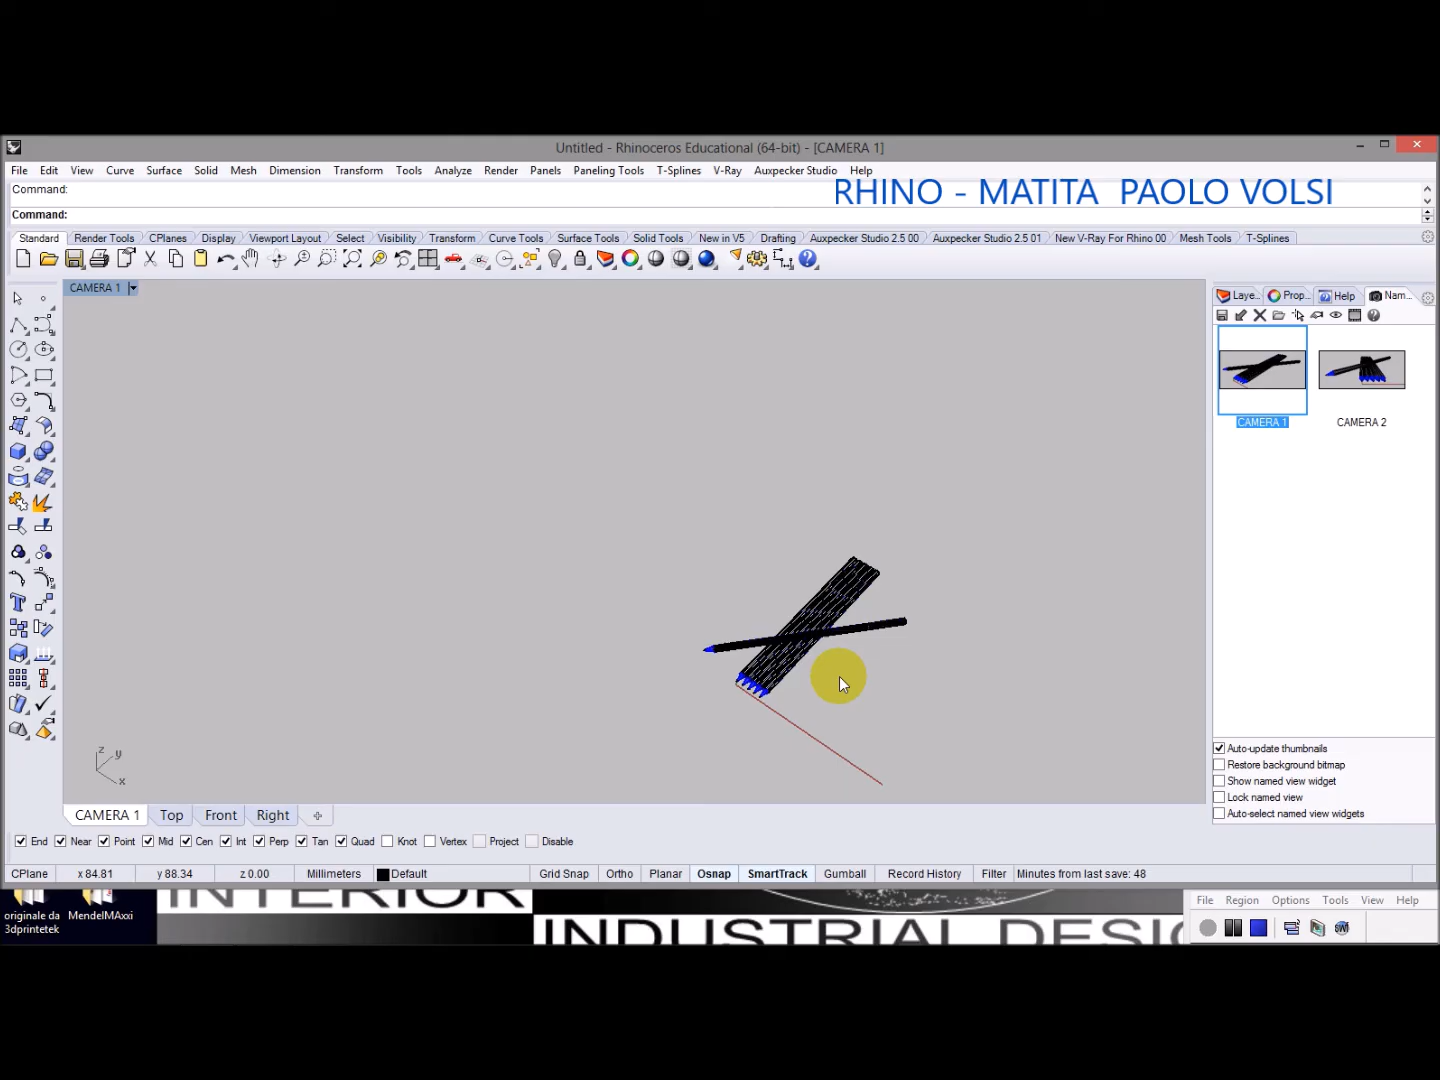 Untitled - Rhinoceros Educational (64-bit) - [CAMERA 1]
File Edit View Curve Surface Solid Mesh Dimension Transform Tools Analyze Render Panels Paneling Tools T-Splines V-Ray Auxpecker Studio Help
Command:
RHINO - MATITA PAOLO VOLSI
Command:
Standard Render Tools CPlanes Display Viewport Layout Select Visibility Transform Curve Tools Surface Tools Solid Tools New in V5 Drafting Auxpecker Studio 2.5 00 Auxpecker Studio 2.5 01 New V-Ray For Rhino 00 Mesh Tools T-Splines
CAMERA 1
Laye... Prop... Help Nam...
CAMERA 1 CAMERA 2
z y
x
Auto-update thumbnails
Restore background bitmap
Show named view widget
Lock named view
Auto-select named view widgets
CAMERA 1 Top Front Right
End Near Point Mid Cen Int Perp Tan Quad Knot Vertex Project Disable
CPlane x 84.81 y 88.34 z 0.00 Millimeters Default Grid Snap Ortho Planar Osnap SmartTrack Gumball Record History Filter Minutes from last save: 48
INTERIOR
originale da
3dprintetek
MendelMAxxi
INDUSTRIAL DESI
File Region Options Tools View Help